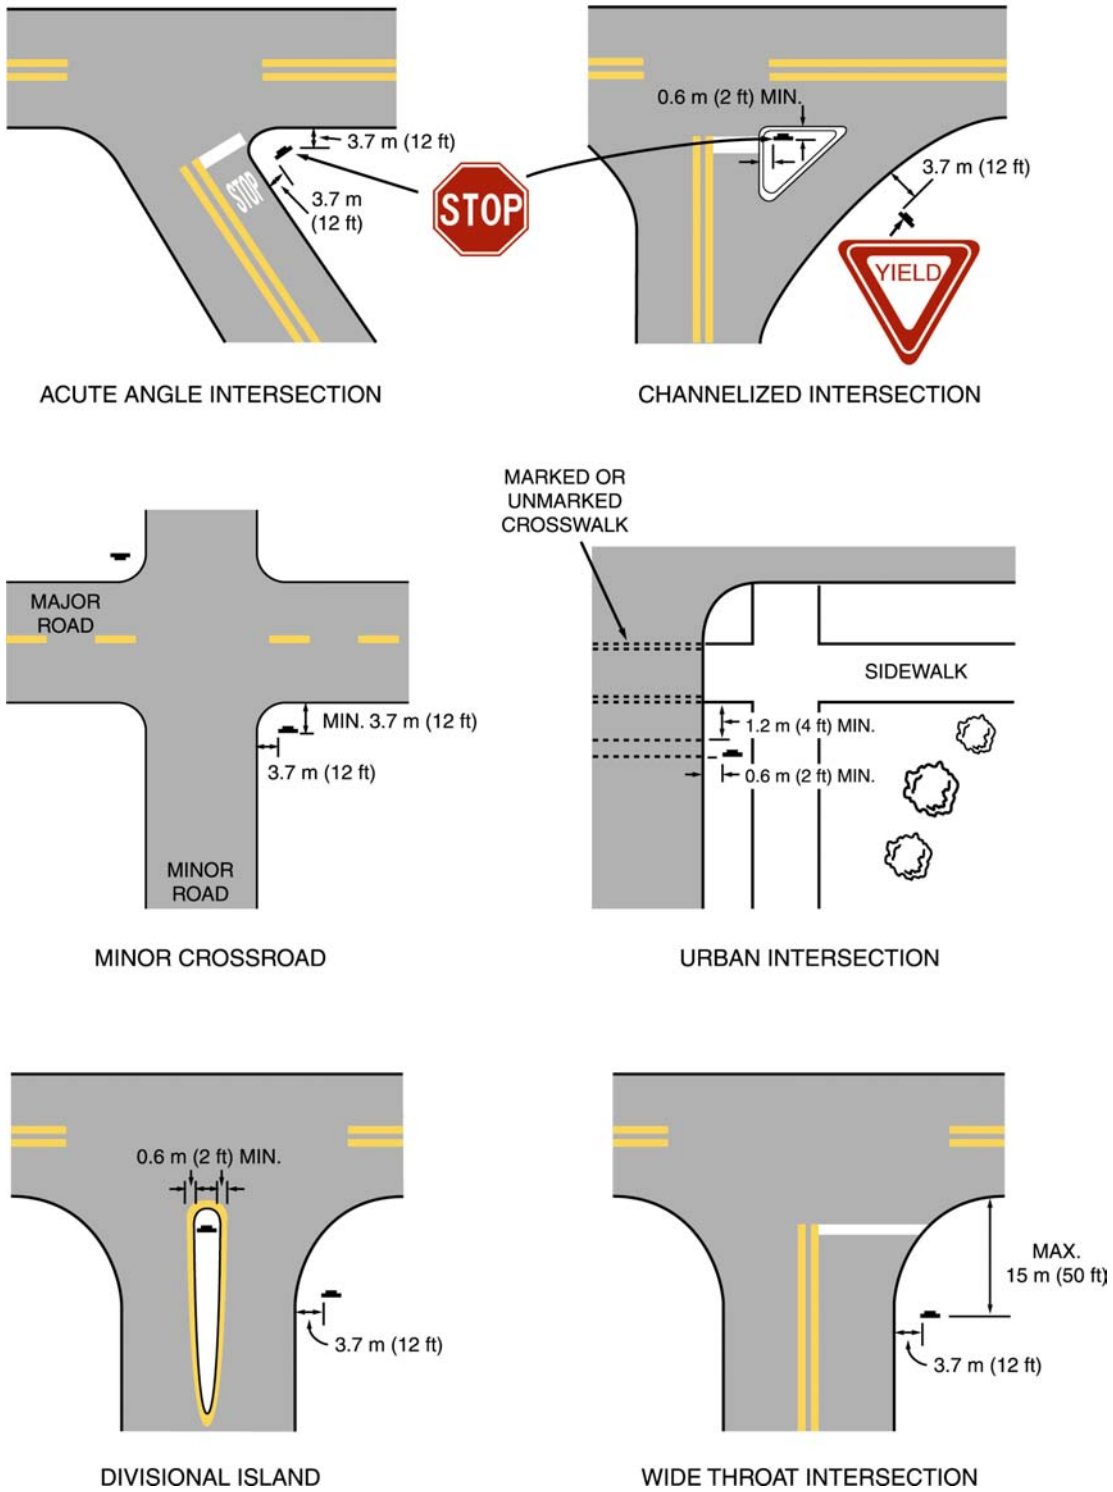 3.7 m (12 ft)
3.7 m
(12 ft)
STOP
STOP
ACUTE ANGLE INTERSECTION
0.6 m (2 ft) MIN.
3.7 m (12 ft)
YIELD
CHANNELIZED INTERSECTION
MAJOR
ROAD
MIN. 3.7 m (12 ft)
3.7 m (12 ft)
MINOR
ROAD
MINOR CROSSROAD
MARKED OR
UNMARKED
CROSSWALK
SIDEWALK
1.2 m (4 ft) MIN.
0.6 m (2 ft) MIN.
URBAN INTERSECTION
0.6 m (2 ft) MIN.
3.7 m (12 ft)
DIVISIONAL ISLAND
MAX.
15 m (50 ft)
3.7 m (12 ft)
WIDE THROAT INTERSECTION